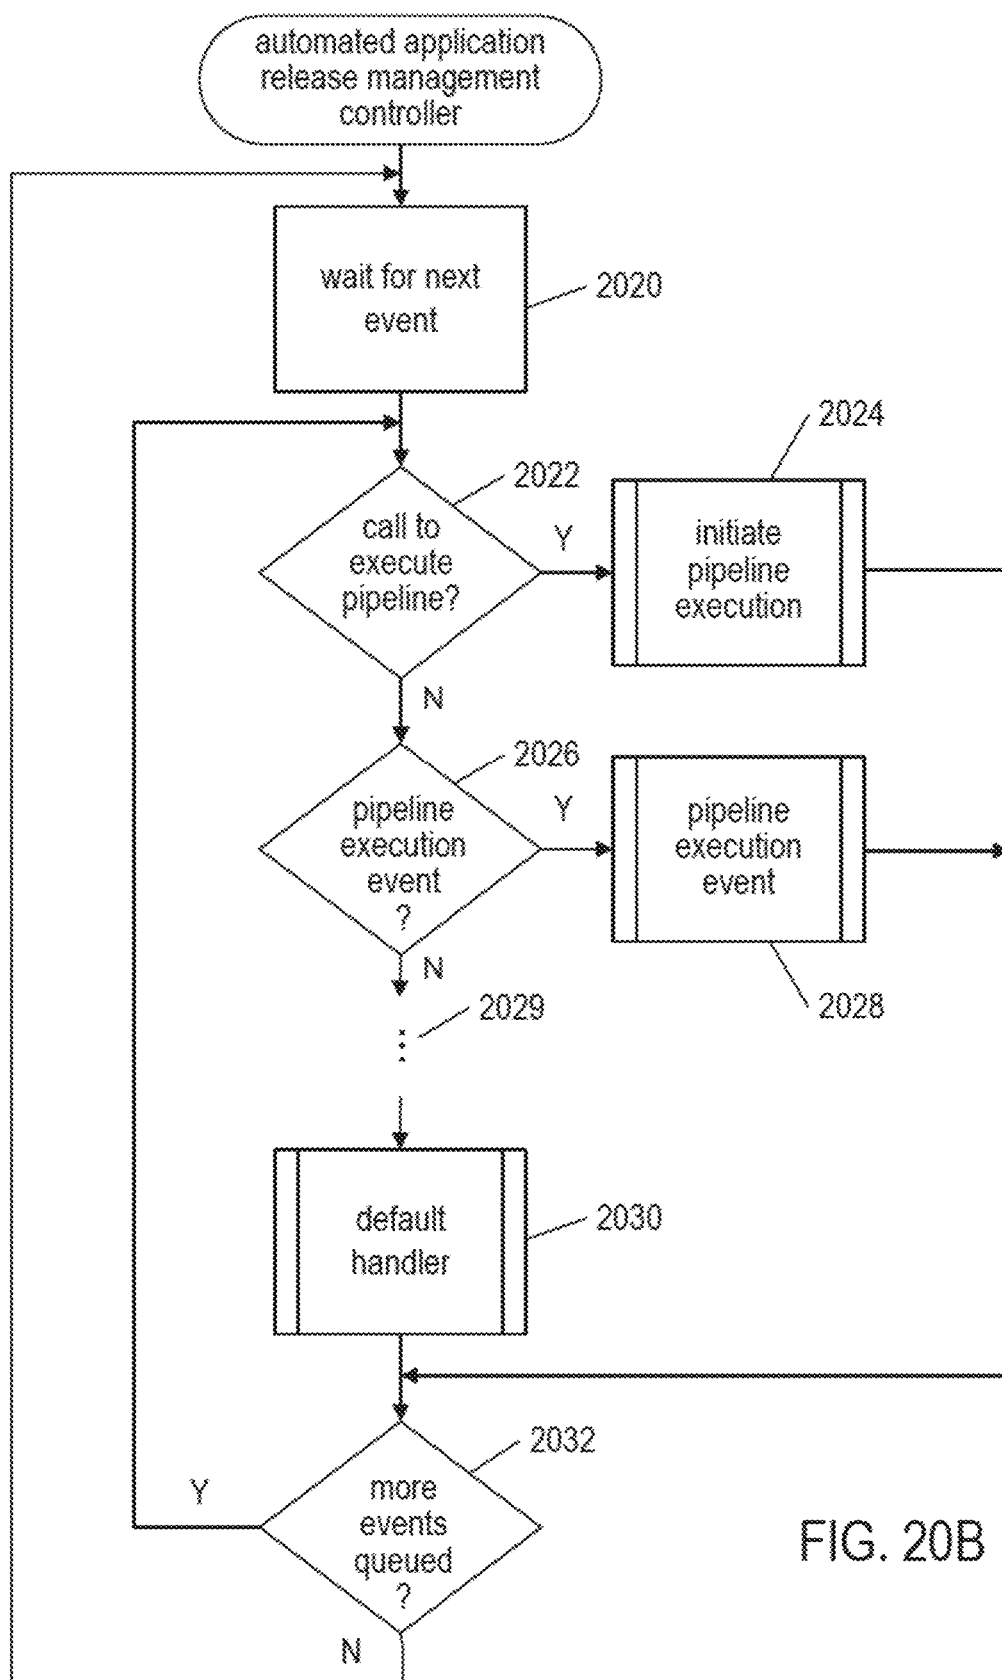 automated application
release management
controller
wait for next
event
2020
2022
call to
execute
pipeline?
Y
2024
initiate
pipeline
execution
N
2026
pipeline
execution
event
?
Y
pipeline
execution
event
2028
N
2029
default
handler
2030
2032
more
events
queued
?
Y
N
FIG. 20B